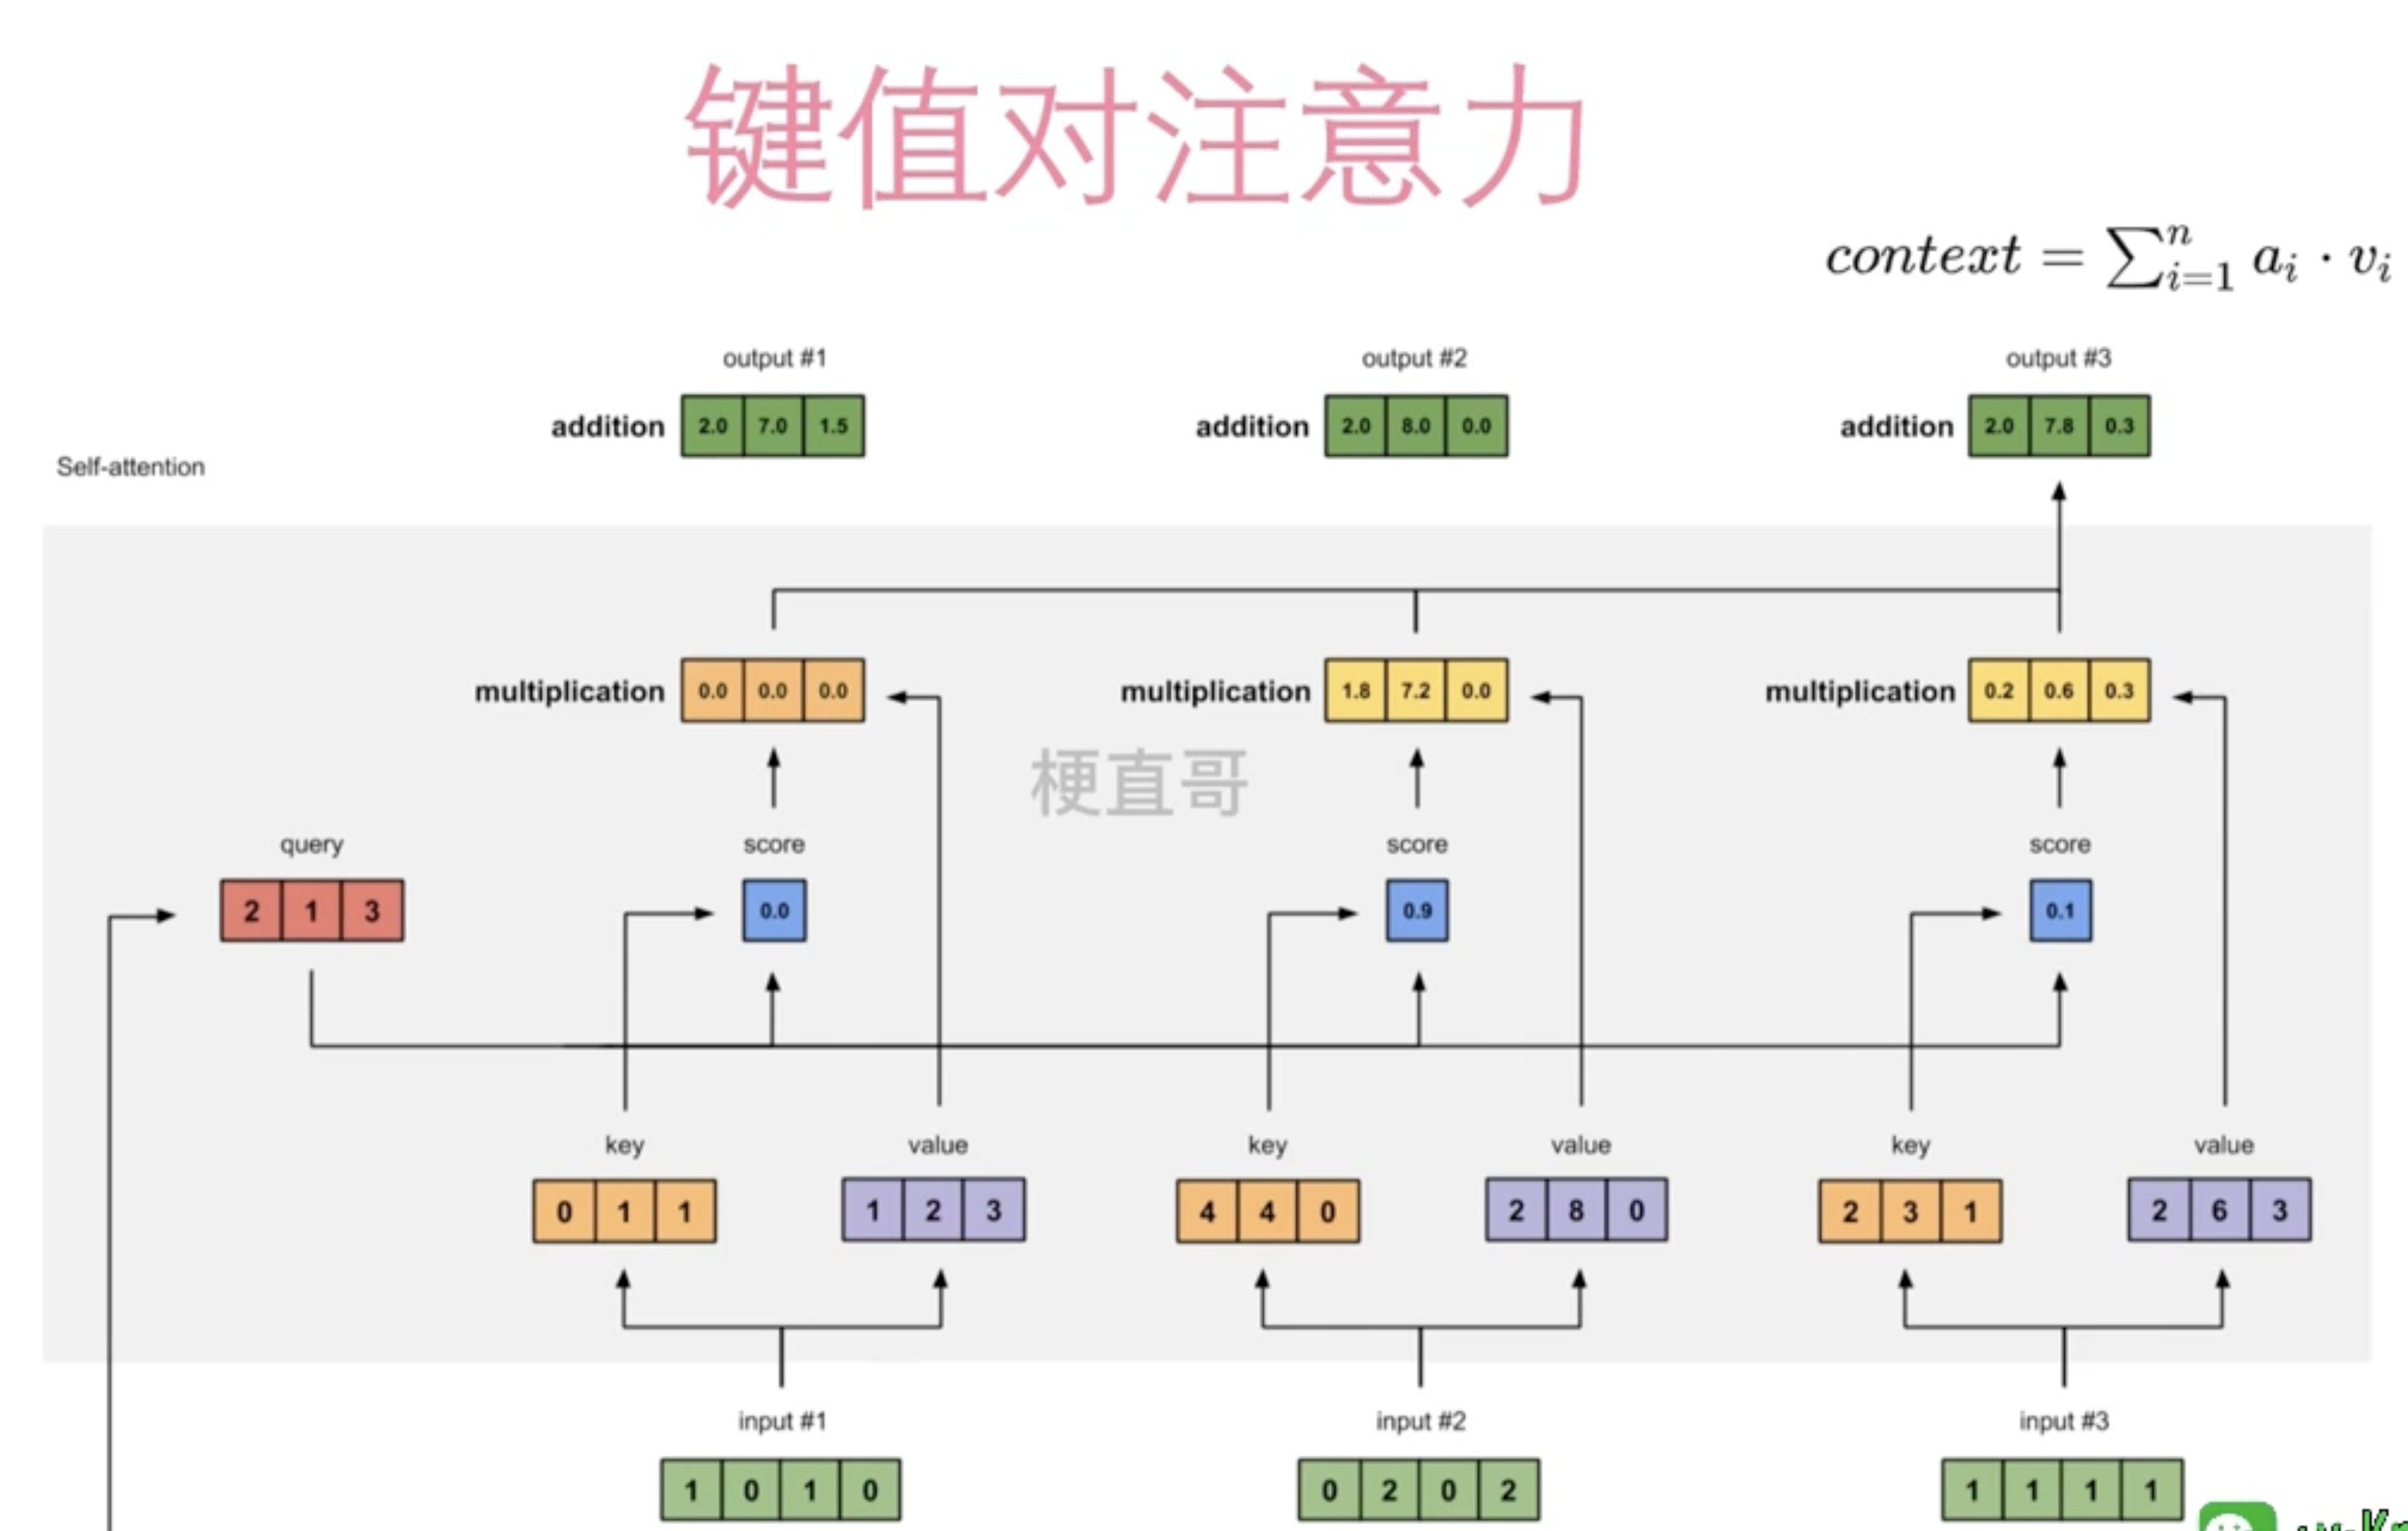 键值对注意力
context = ∑ⁿᵢ₌₁ aᵢ · vᵢ
output #1 output #2 output #3
addition 2.0 7.0 1.5 addition 2.0 8.0 0.0 addition 2.0 7.8 0.3
Self-attention
multiplication 0.0 0.0 0.0 multiplication 1.8 7.2 0.0 multiplication 0.2 0.6 0.3
梗直哥
query score score score
2 1 3 0.0 0.9 0.1
key value key value key value
0 1 1 1 2 3 4 4 0 2 8 0 2 3 1 2 6 3
input #1 input #2 input #3
1 0 1 0 0 2 0 2 1 1 1 1